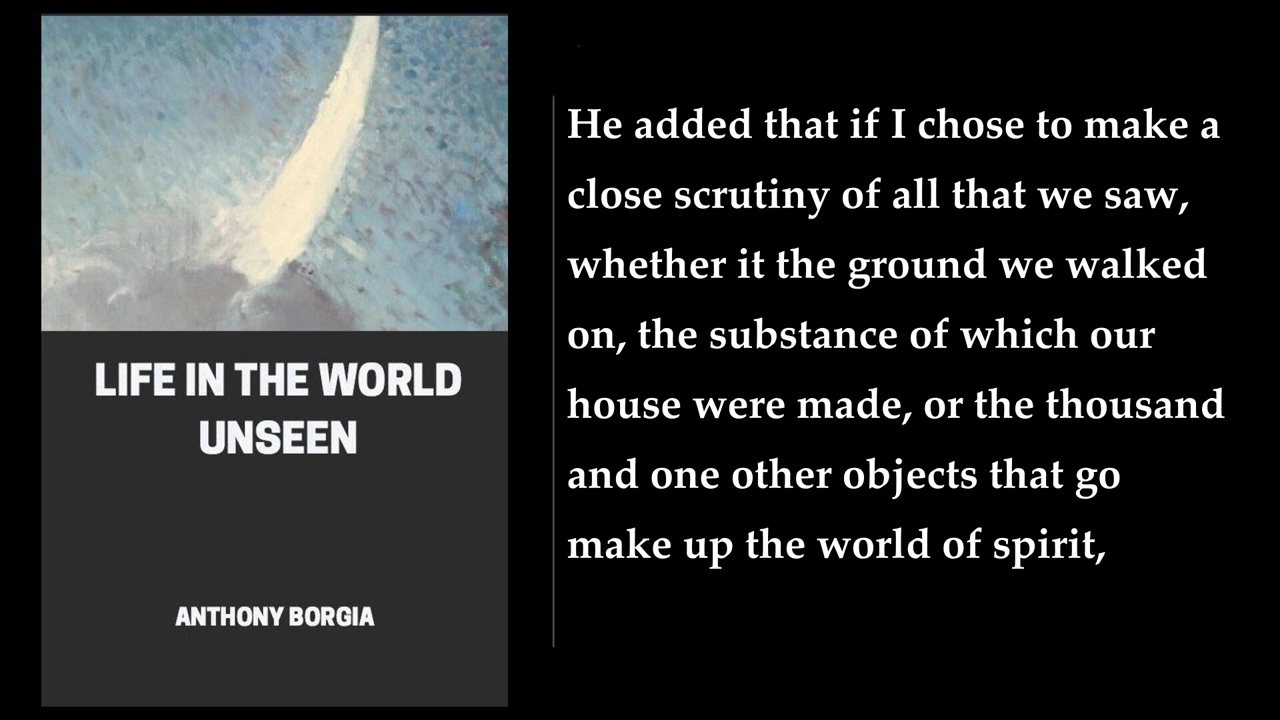 LIFE IN THE WORLD
UNSEEN
ANTHONY BORGIA
He added that if I chose to make a
close scrutiny of all that we saw,
whether it the ground we walked
on, the substance of which our
house were made, or the thousand
and one other objects that go
make up the world of spirit,